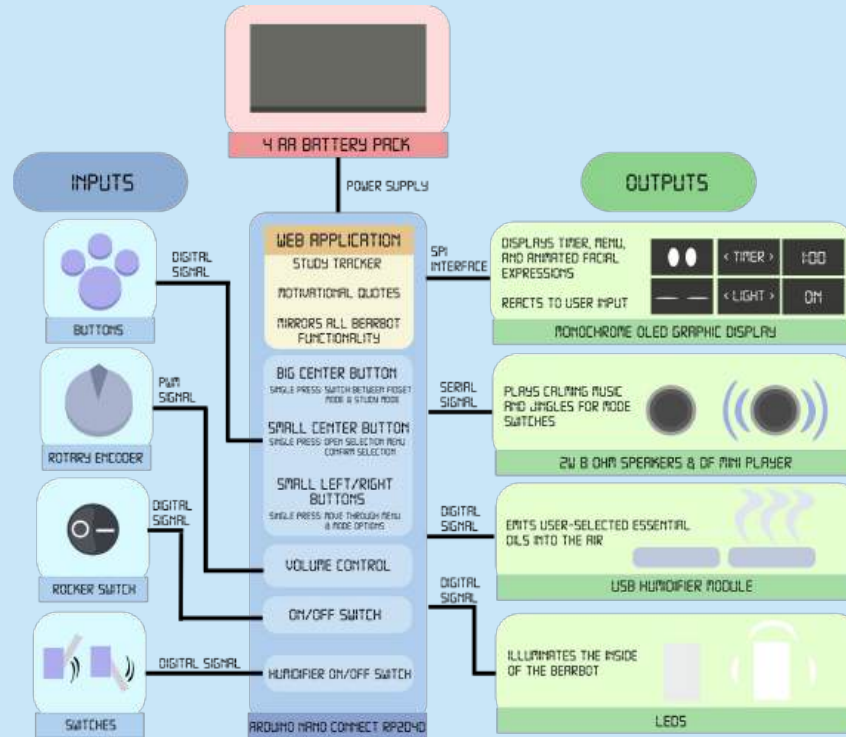 4 AA BATTERY PACK
POWER SUPPLY
INPUTS
DIGITAL
SIGNAL
BUTTONS
PWM
SIGNAL
ROTARY ENCODER
DIGITAL
SIGNAL
ROCKER SWITCH
DIGITAL SIGNAL
SWITCHES
WEB APPLICATION
STUDY TRACKER
MOTIVATIONAL QUOTES
MIRRORS ALL BEARBOT
FUNCTIONALITY
BIG CENTER BUTTON
SINGLE PRESS: SWITCH BETWEEN FIDGET
MODE & STUDY MODE
SMALL CENTER BUTTON
SINGLE PRESS: OPEN SELECTION MENU
CONFIRM SELECTION
SMALL LEFT/RIGHT
BUTTONS
SINGLE PRESS: MOVE THROUGH MENU
& MODE OPTIONS
VOLUME CONTROL
ON/OFF SWITCH
HUMIDIFIER ON/OFF SWITCH
ARDUINO NANO CONNECT RP2040
OUTPUTS
SPI
INTERFACE
DISPLAYS TIMER, MENU,
AND ANIMATED FACIAL
EXPRESSIONS
REACTS TO USER INPUT
< TIMER >
1:00
< LIGHT >
ON
MONOCHROME OLED GRAPHIC DISPLAY
SERIAL
SIGNAL
PLAYS CALMING MUSIC
AND JINGLES FOR MODE
SWITCHES
2W 8 OHM SPEAKERS & DF MINI PLAYER
DIGITAL
SIGNAL
EMITS USER-SELECTED ESSENTIAL
OILS INTO THE AIR
USB HUMIDIFIER MODULE
DIGITAL
SIGNAL
ILLUMINATES THE INSIDE
OF THE BEARBOT
LEDS